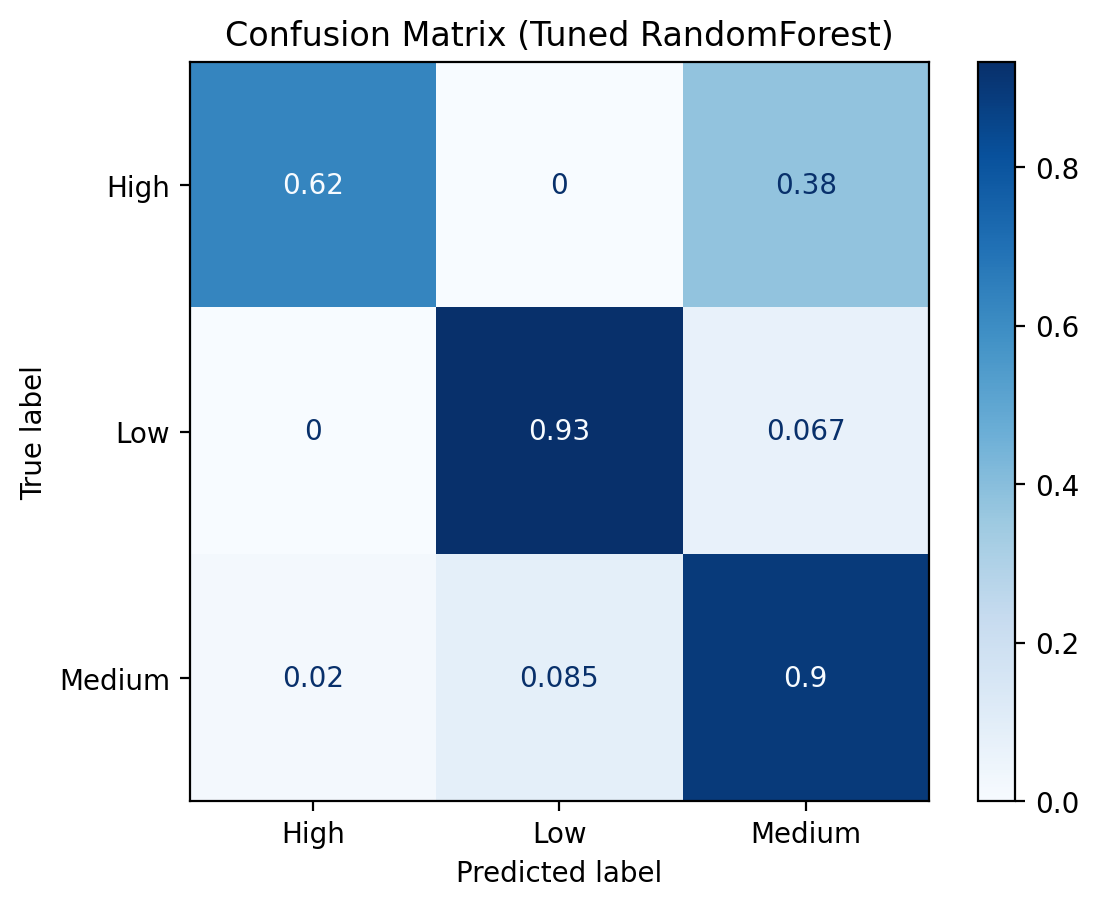 Confusion Matrix (Tuned RandomForest)
True label
High
0.62
0
0.38
Low
0
0.93
0.067
Medium
0.02
0.085
0.9
High
Low
Medium
Predicted label
0.8
0.6
0.4
0.2
0.0